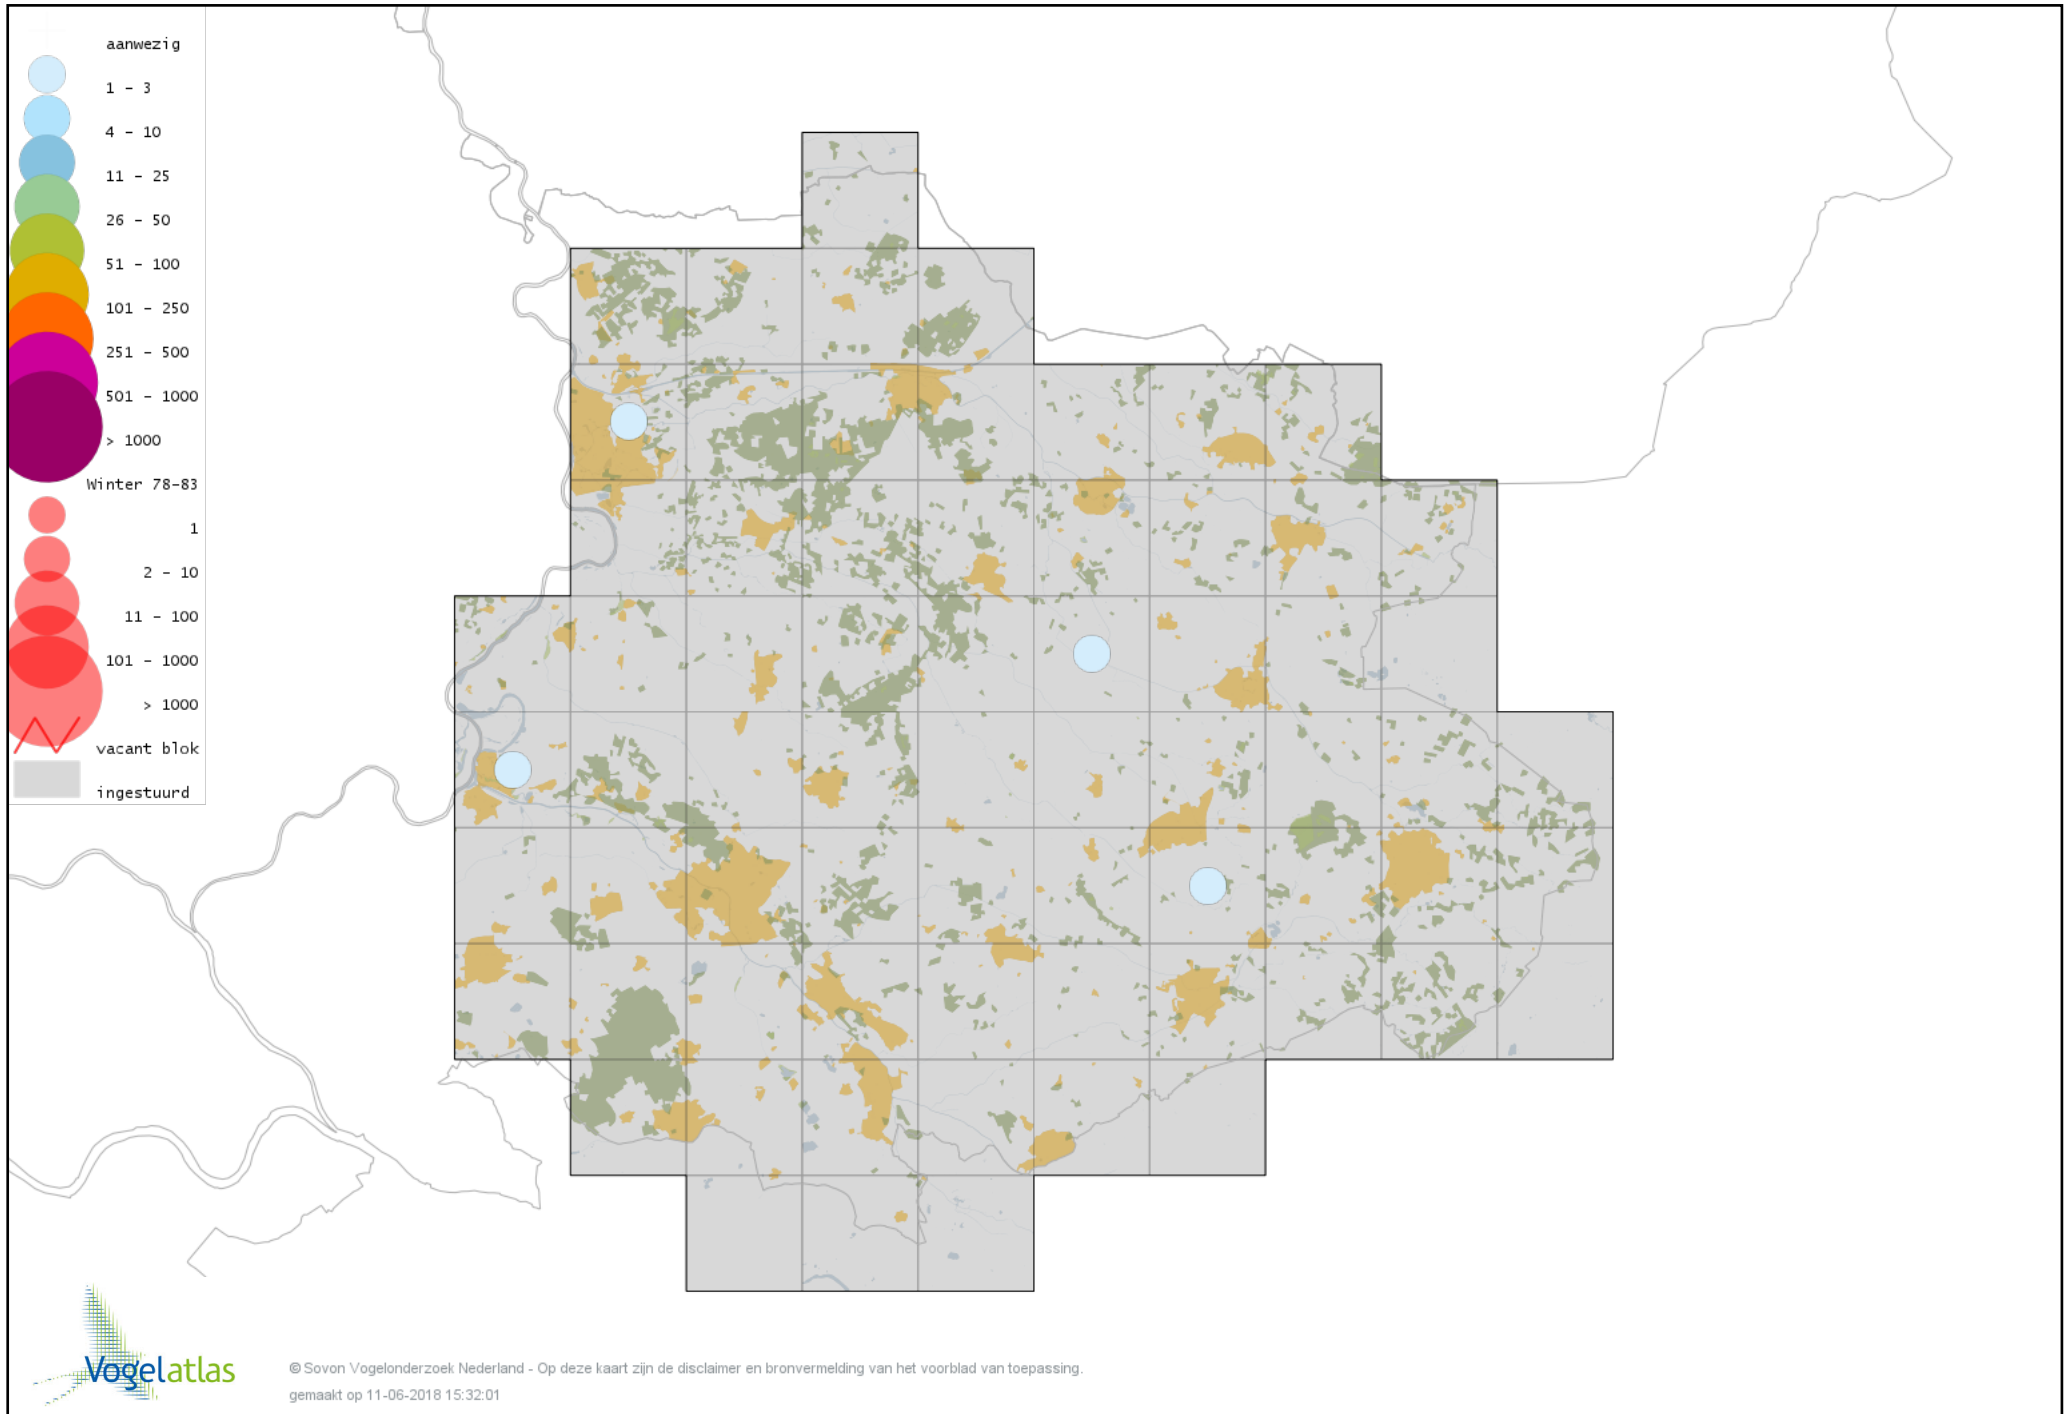 aanwezig
1 – 3
4 – 10
11 – 25
26 – 50
51 – 100
101 – 250
251 – 500
501 – 1000
> 1000
Winter 78-83
1
2 – 10
11 – 100
101 – 1000
> 1000
vacant blok
ingestuurd
Vogelatlas
© Sovon Vogelonderzoek Nederland - Op deze kaart zijn de disclaimer en bronvermelding van het voorblad van toepassing.
gemaakt op 11-06-2018 15:32:01